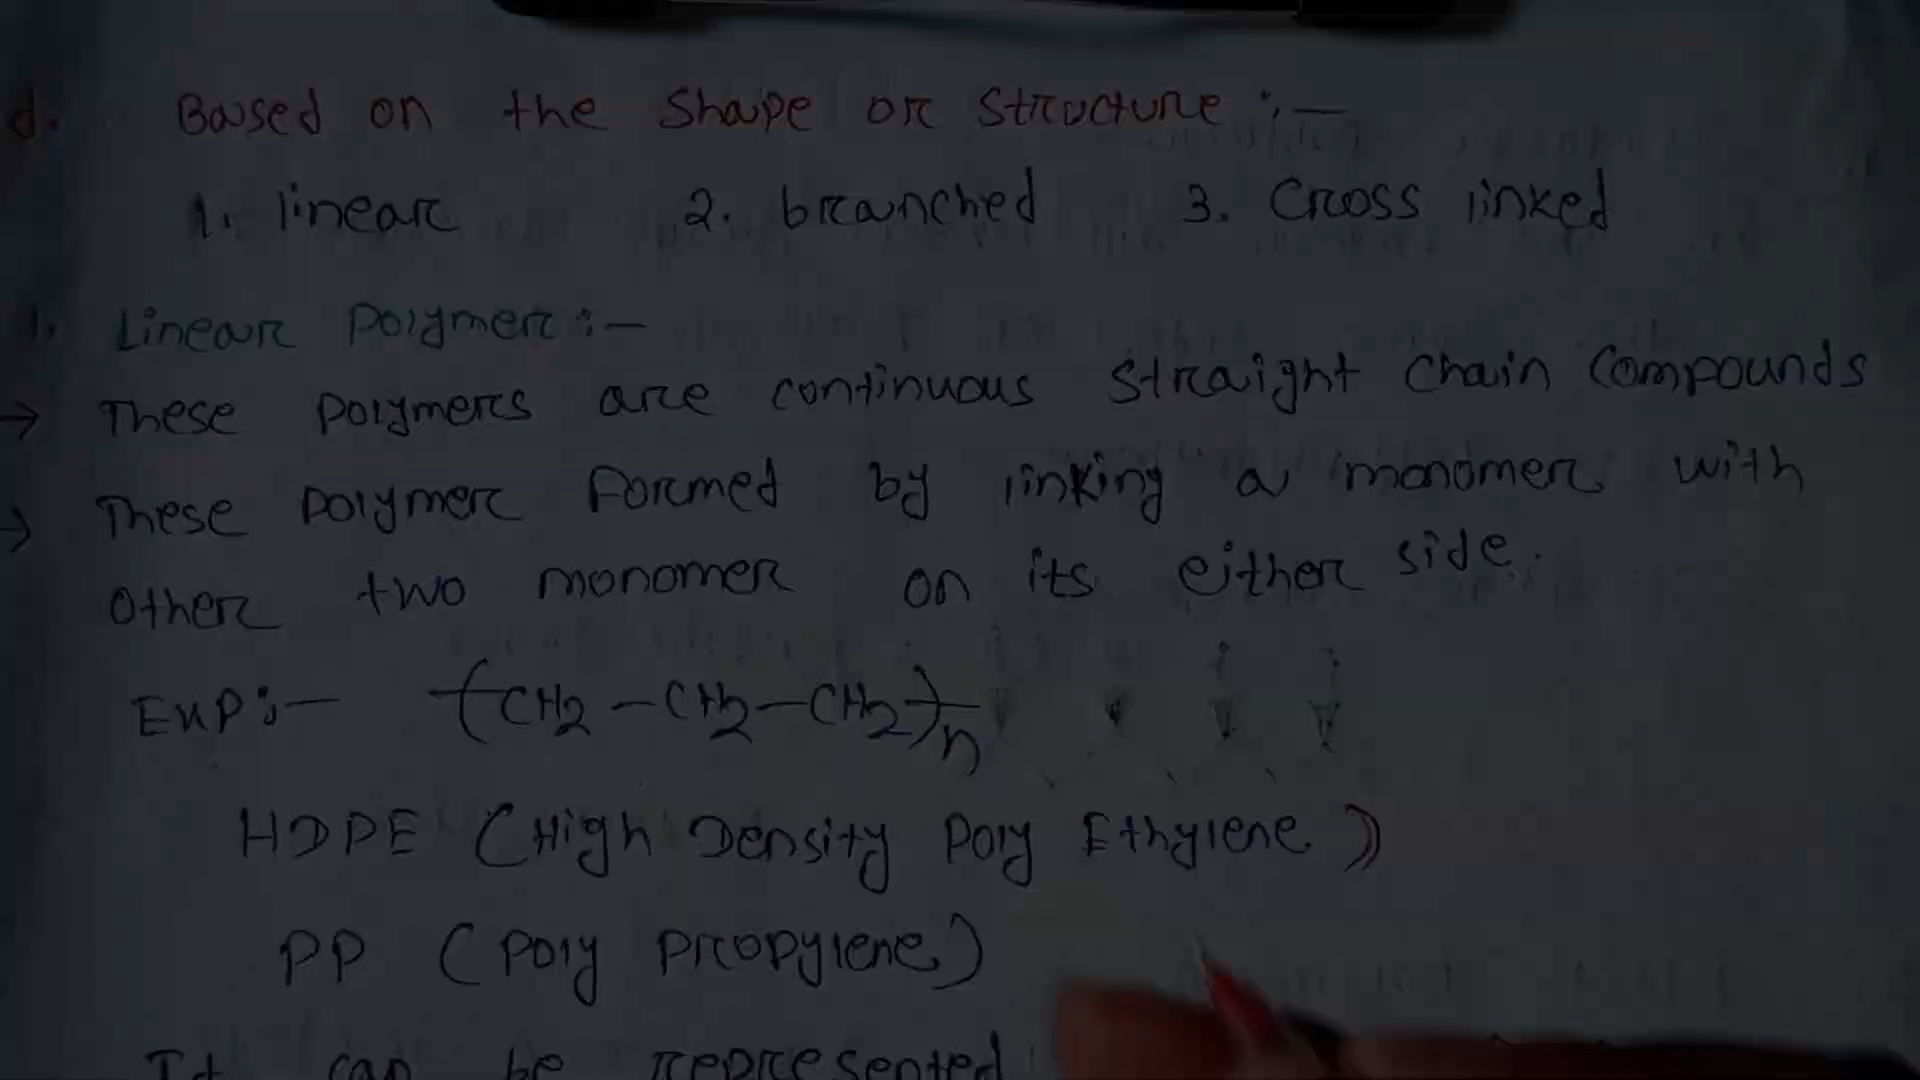 d. Based on the shape or structure :-
1. linear 2. branched 3. cross linked
1. Linear polymer :-
→ These polymers are continuous straight chain compounds
→ These polymer formed by linking a monomer with
other two monomer on its either side.
Exp :- -(CH2-CH2-CH2)-n
HDPE (High Density Poly Ethylene)
PP (Poly Propylene)
It can be represented